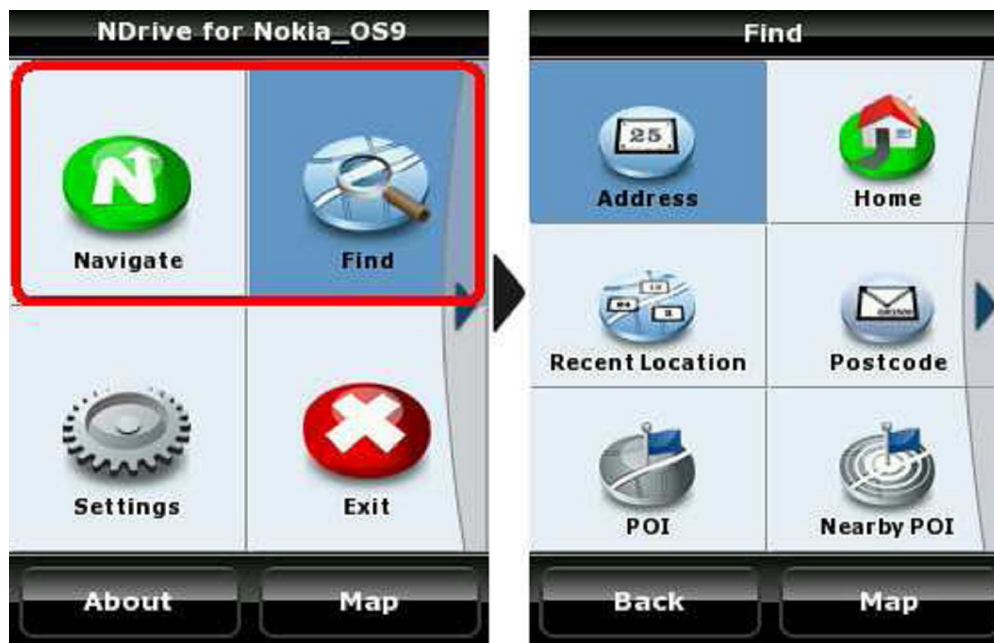 NDrive for Nokia_OS9
Navigate
Find
Settings
Exit
About
Map
Find
25
Address
Home
Recent Location
Postcode
POI
Nearby POI
Back
Map